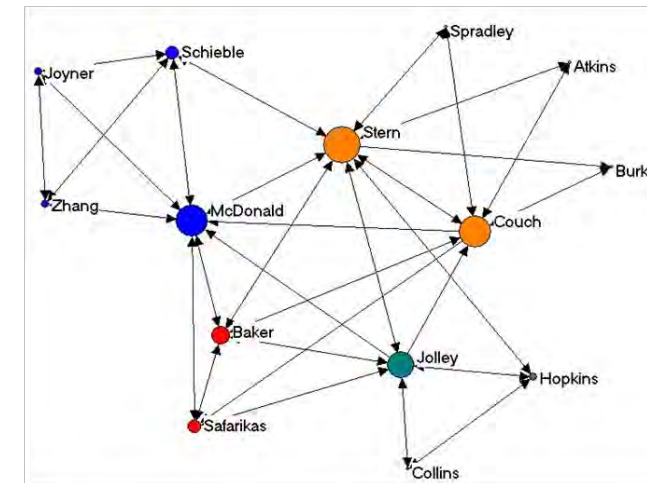 Spradley
Schieble
Atkins
Joyner
Stern
Burk
Zhang
McDonald
Couch
Baker
Jolley
Hopkins
Safarikas
Collins